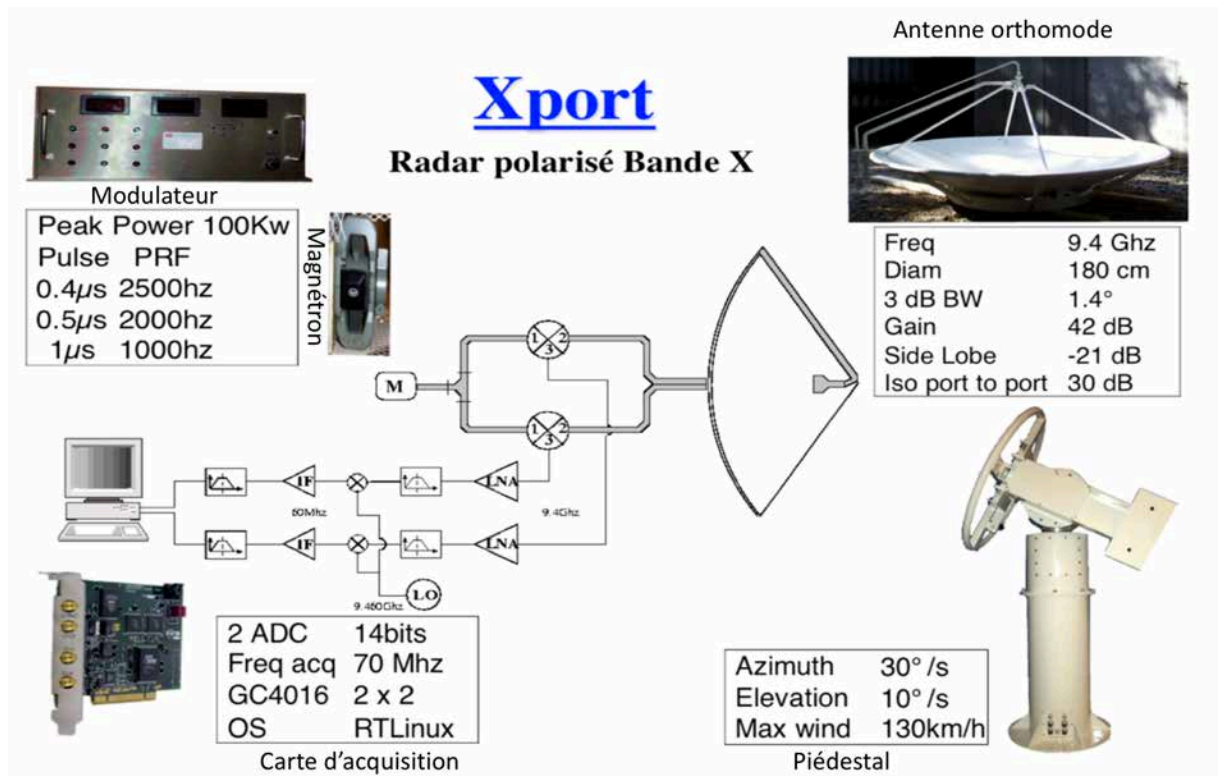 Antenne orthomode
Xport
Radar polarisé Bande X
Modulateur
Peak Power 100Kw
Pulse PRF
0.4µs 2500hz
0.5µs 2000hz
1µs 1000hz
Magnétron
Freq 9.4 Ghz
Diam 180 cm
3 dB BW 1.4°
Gain 42 dB
Side Lobe -21 dB
Iso port to port 30 dB
1 2
3
M
1 2
3
IF
LNA
60Mhz
9.4Ghz
IF
LNA
LO
9.460Ghz
2 ADC 14bits
Freq acq 70 Mhz
GC4016 2 x 2
OS RTLinux
Carte d'acquisition
Azimuth 30° /s
Elevation 10° /s
Max wind 130km/h
Piédestal